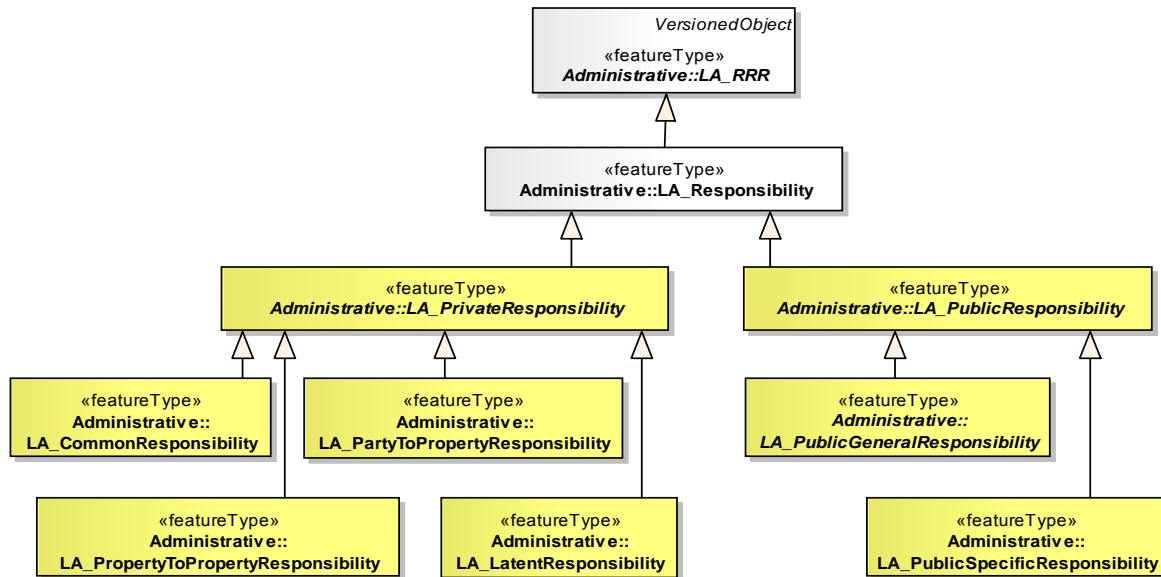 VersionedObject
«featureType»
Administrative::LA_RRR
«featureType»
Administrative::LA_Responsibility
«featureType»
Administrative::LA_PrivateResponsibility
«featureType»
Administrative::LA_PublicResponsibility
«featureType»
Administrative::
LA_CommonResponsibility
«featureType»
Administrative::
LA_PartyToPropertyResponsibility
«featureType»
Administrative::
LA_PublicGeneralResponsibility
«featureType»
Administrative::
LA_PropertyToPropertyResponsibility
«featureType»
Administrative::
LA_LatentResponsibility
«featureType»
Administrative::
LA_PublicSpecificResponsibility